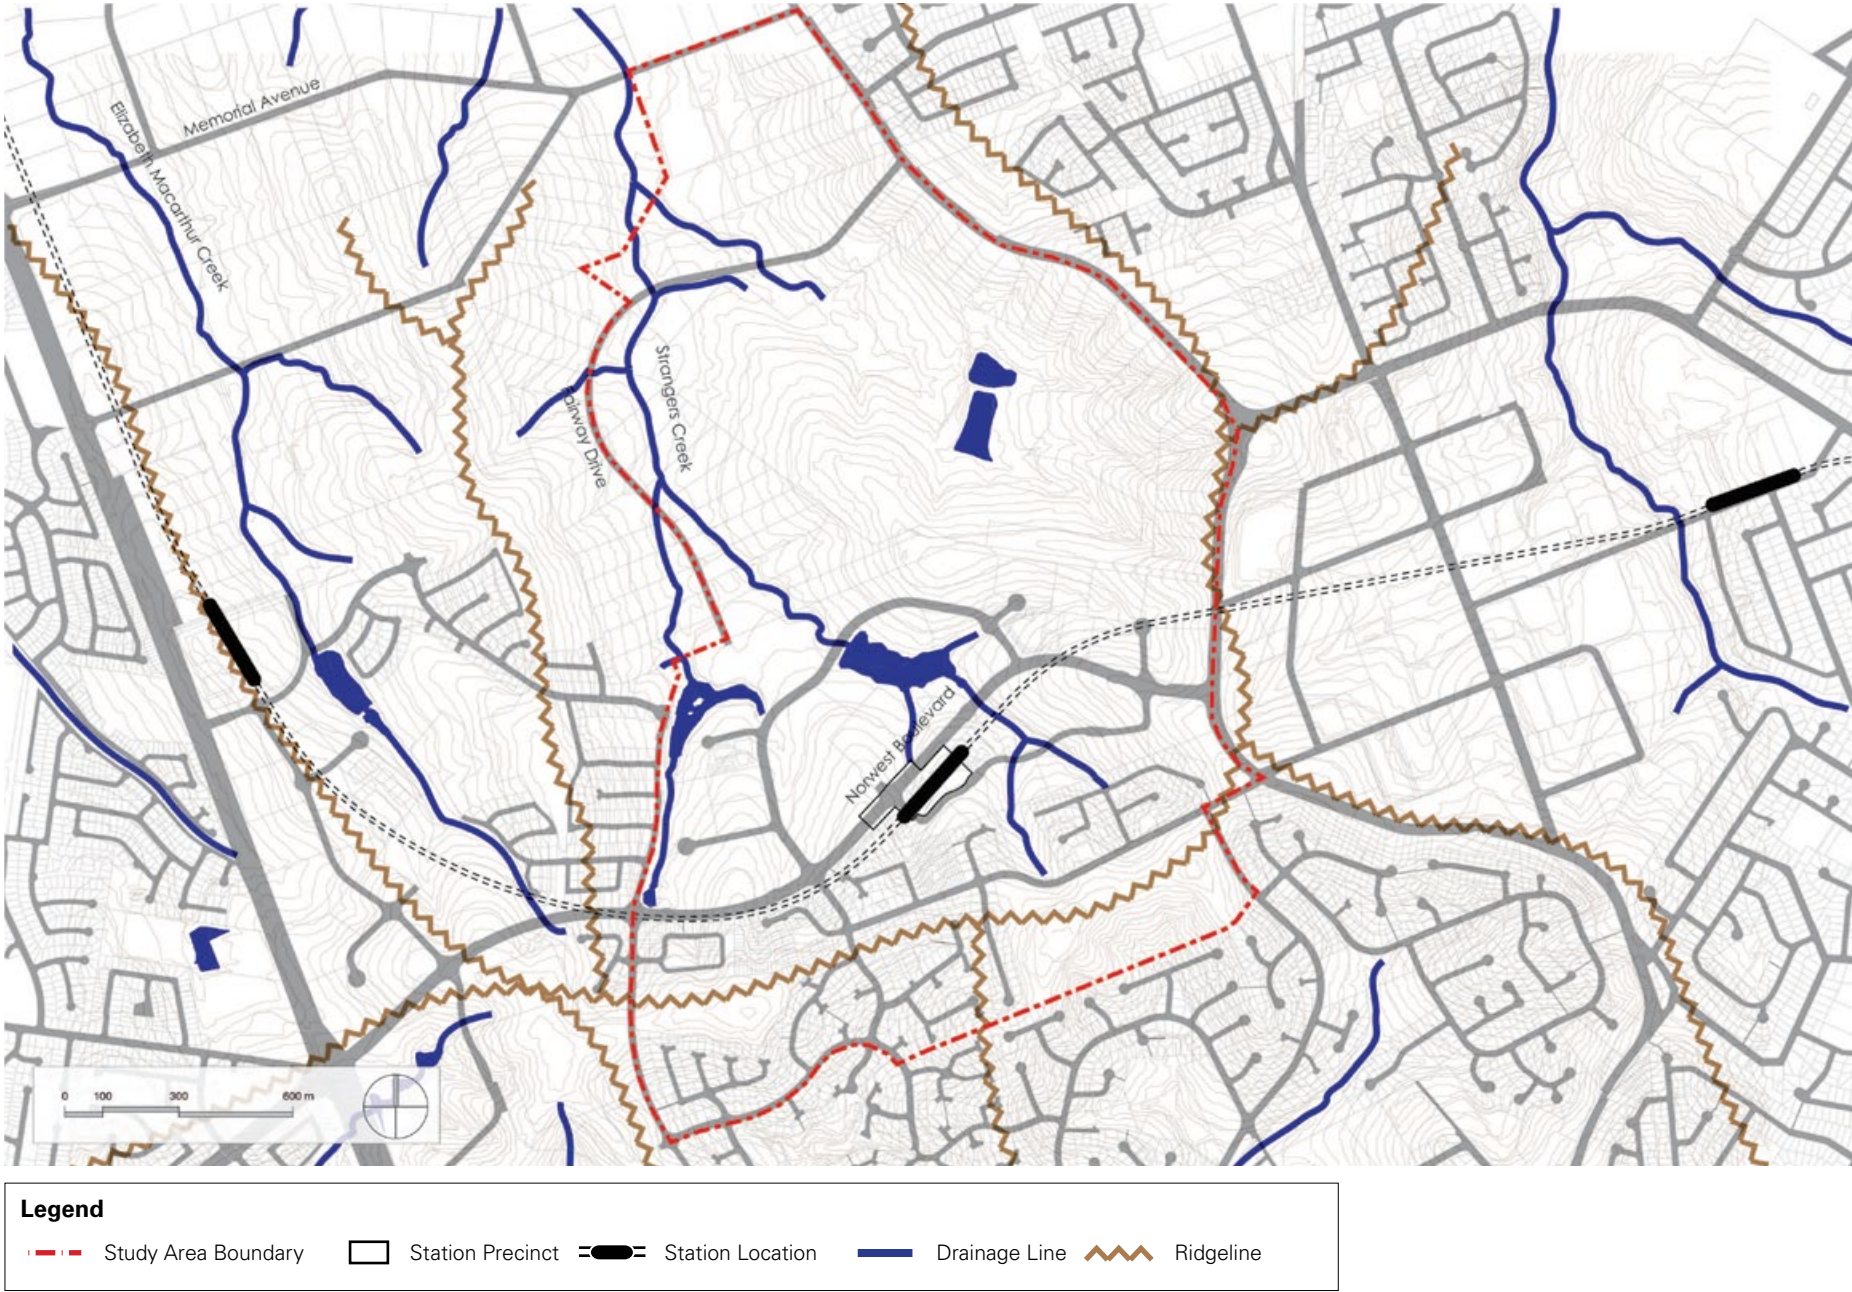 Memorial Avenue
Elizabeth Macarthur Creek
Strangers Creek
Fairway Drive
Norwest Boulevard
0 100 300 600 m
Legend
Study Area Boundary Station Precinct Station Location Drainage Line Ridgeline